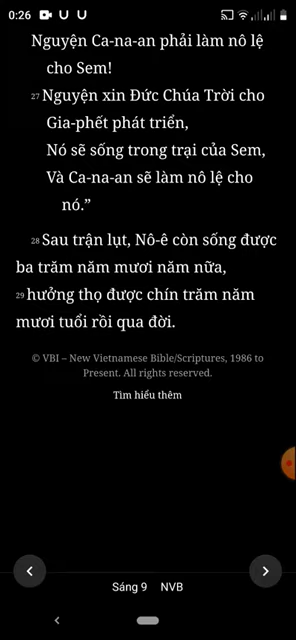 0:26
Nguyện Ca-na-an phải làm nô lệ
cho Sem!
27 Nguyện xin Đức Chúa Trời cho
Gia-phết phát triển,
Nó sẽ sống trong trại của Sem,
Và Ca-na-an sẽ làm nô lệ cho
nó.”
28 Sau trận lụt, Nô-ê còn sống được
ba trăm năm mươi năm nữa,
29 hưởng thọ được chín trăm năm
mươi tuổi rồi qua đời.
© VBI – New Vietnamese Bible/Scriptures, 1986 to
Present. All rights reserved.
Tìm hiểu thêm
Sáng 9 NVB